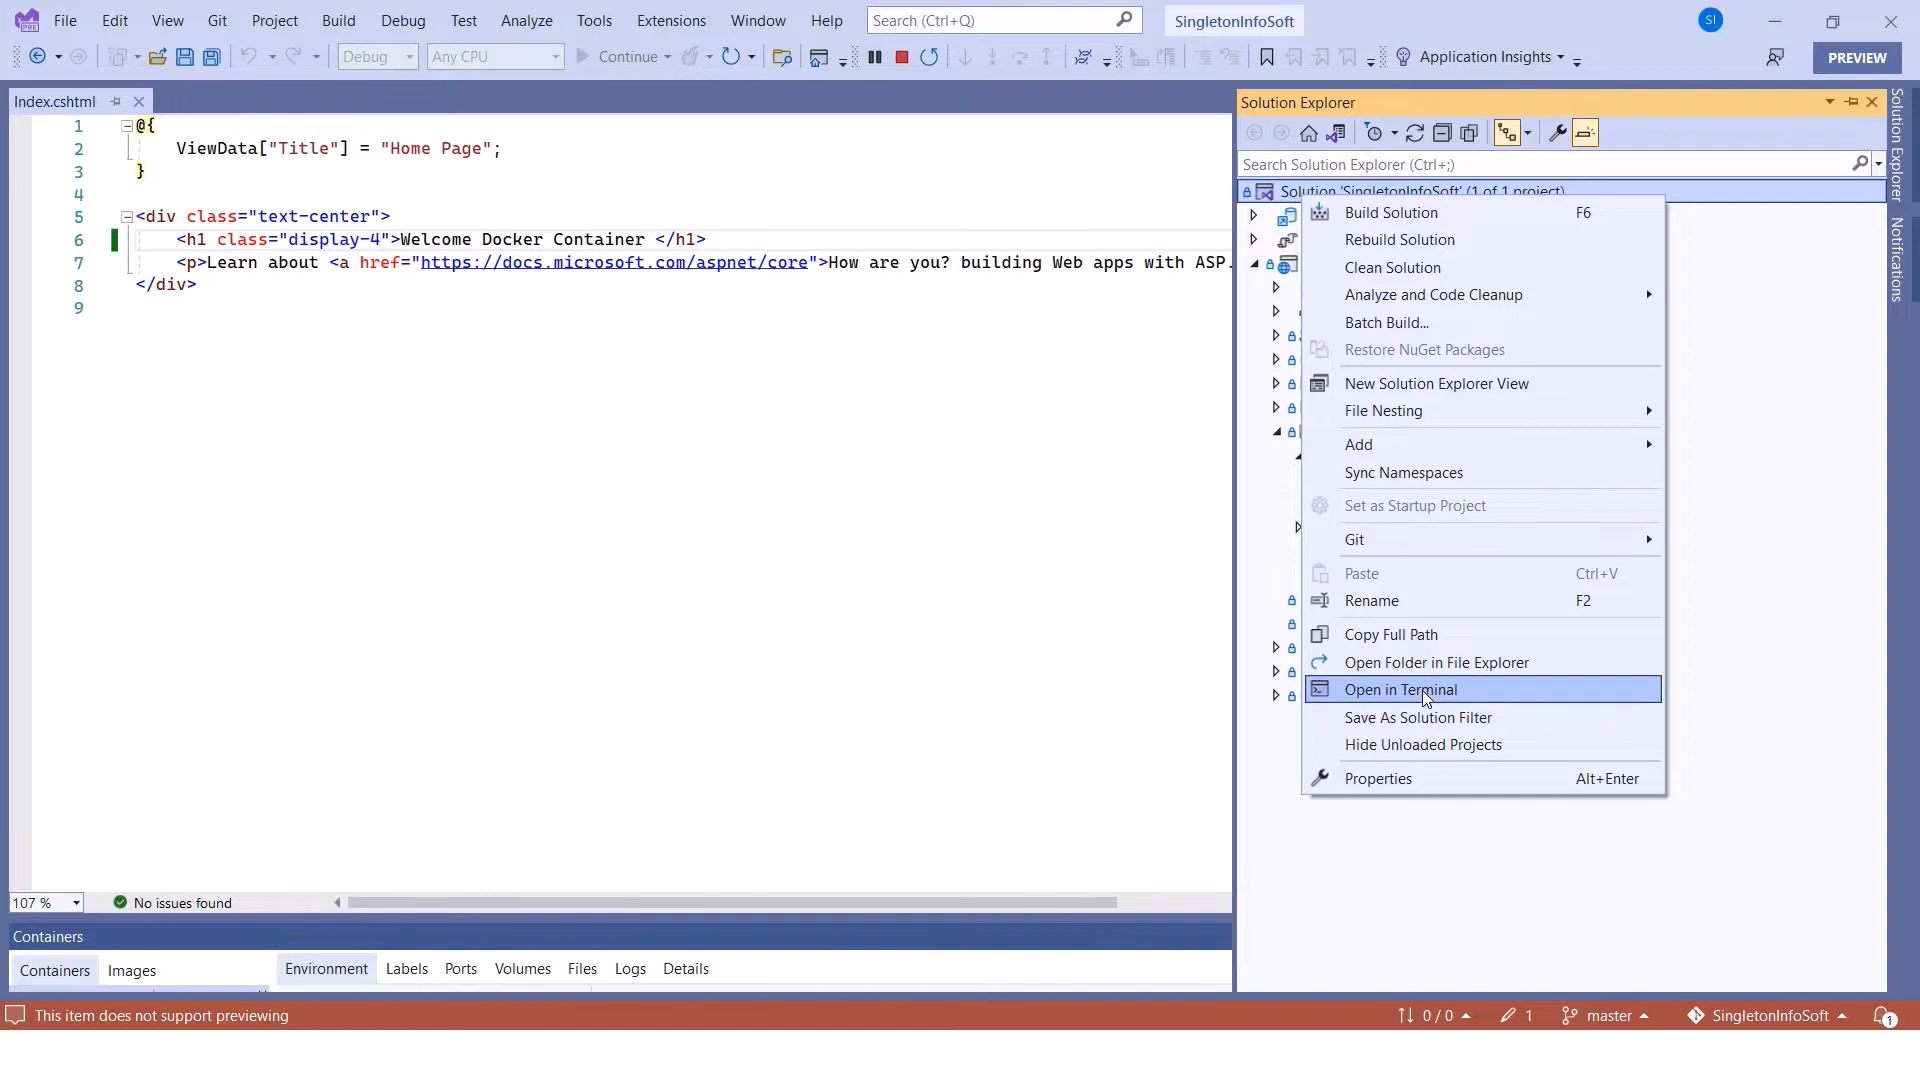 File Edit View Git Project Build Debug Test Analyze Tools Extensions Window Help Search (Ctrl+Q) SingletonInfoSoft SI
Debug Any CPU Continue Application Insights PREVIEW
Index.cshtml
1 @{
2 ViewData["Title"] = "Home Page";
3 }
4
5 <div class="text-center">
6 <h1 class="display-4">Welcome Docker Container </h1>
7 <p>Learn about <a href="https://docs.microsoft.com/aspnet/core">How are you? building Web apps with ASP.
8 </div>
9
107 % No issues found
Containers
Containers Images Environment Labels Ports Volumes Files Logs Details
Solution Explorer
Search Solution Explorer (Ctrl+;)
Solution 'SingletonInfoSoft' (1 of 1 project)
Build Solution F6
Rebuild Solution
Clean Solution
Analyze and Code Cleanup
Batch Build...
Restore NuGet Packages
New Solution Explorer View
File Nesting
Add
Sync Namespaces
Set as Startup Project
Git
Paste Ctrl+V
Rename F2
Copy Full Path
Open Folder in File Explorer
Open in Terminal
Save As Solution Filter
Hide Unloaded Projects
Properties Alt+Enter
Solution Explorer
Notifications
This item does not support previewing 0 / 0 1 master SingletonInfoSoft 1